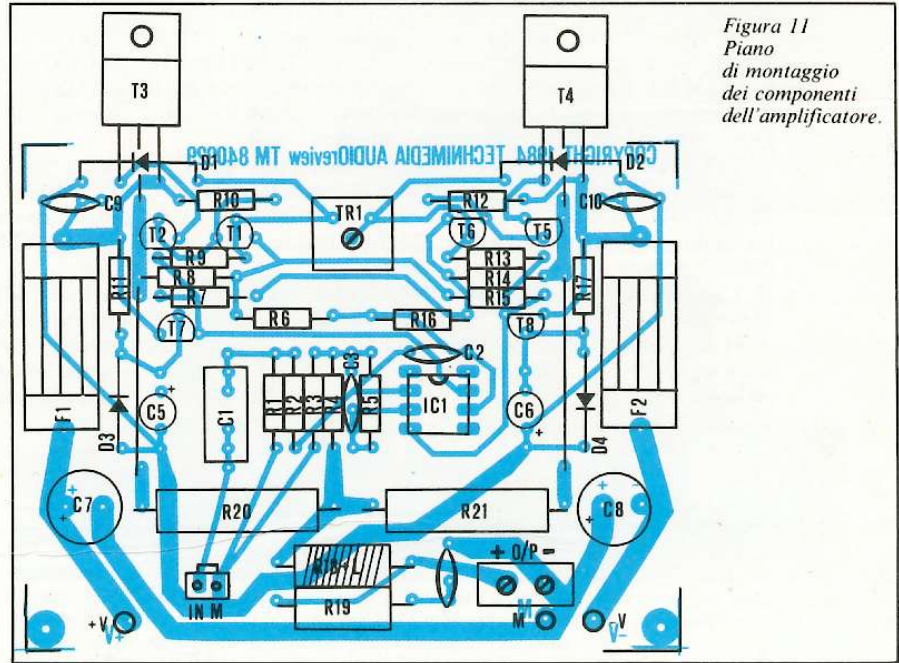 Figura 11
Piano
di montaggio
dei componenti
dell'amplificatore.
T3
T4
COPYRIGHT 1984 TECHNIMEDIA AUDIOreview TM 840929
D1
D2
C9
R10
TR1
R12
C10
T2
T1
T6
T5
R9
R13
R11
R8
R14
R17
R7
R15
R6
R16
T7
T8
C1
R1
R2
R3
R4
C3
R5
C2
IC1
F1
D3
C5
+
C6
+
D4
F2
+
C7
+
R20
R21
+
C8
-
R18+L
R19
+ O/P -
IN M
M
M
+V
V+
-V
V-